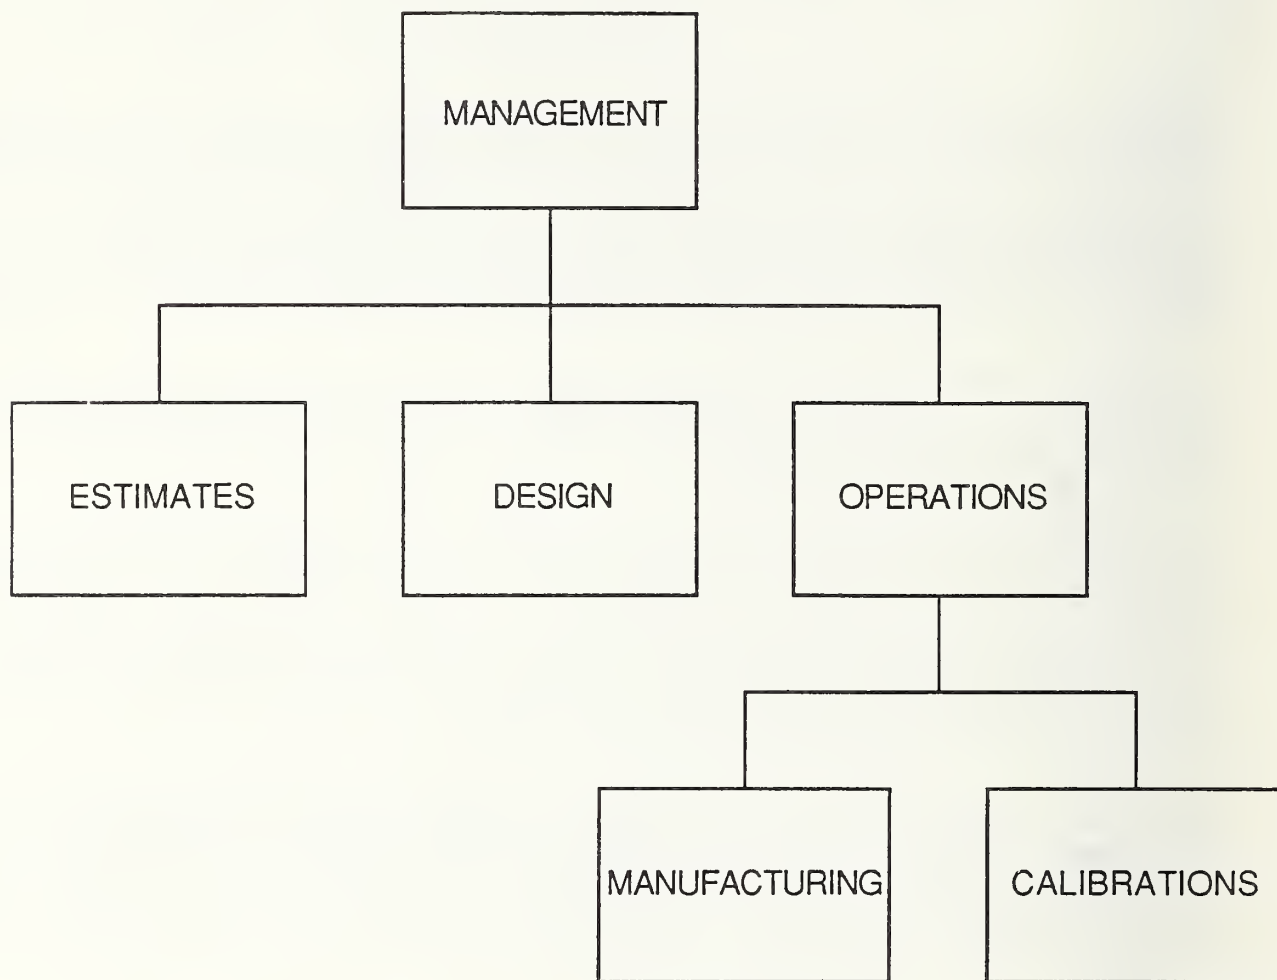 MANAGEMENT
ESTIMATES
DESIGN
OPERATIONS
MANUFACTURING
CALIBRATIONS